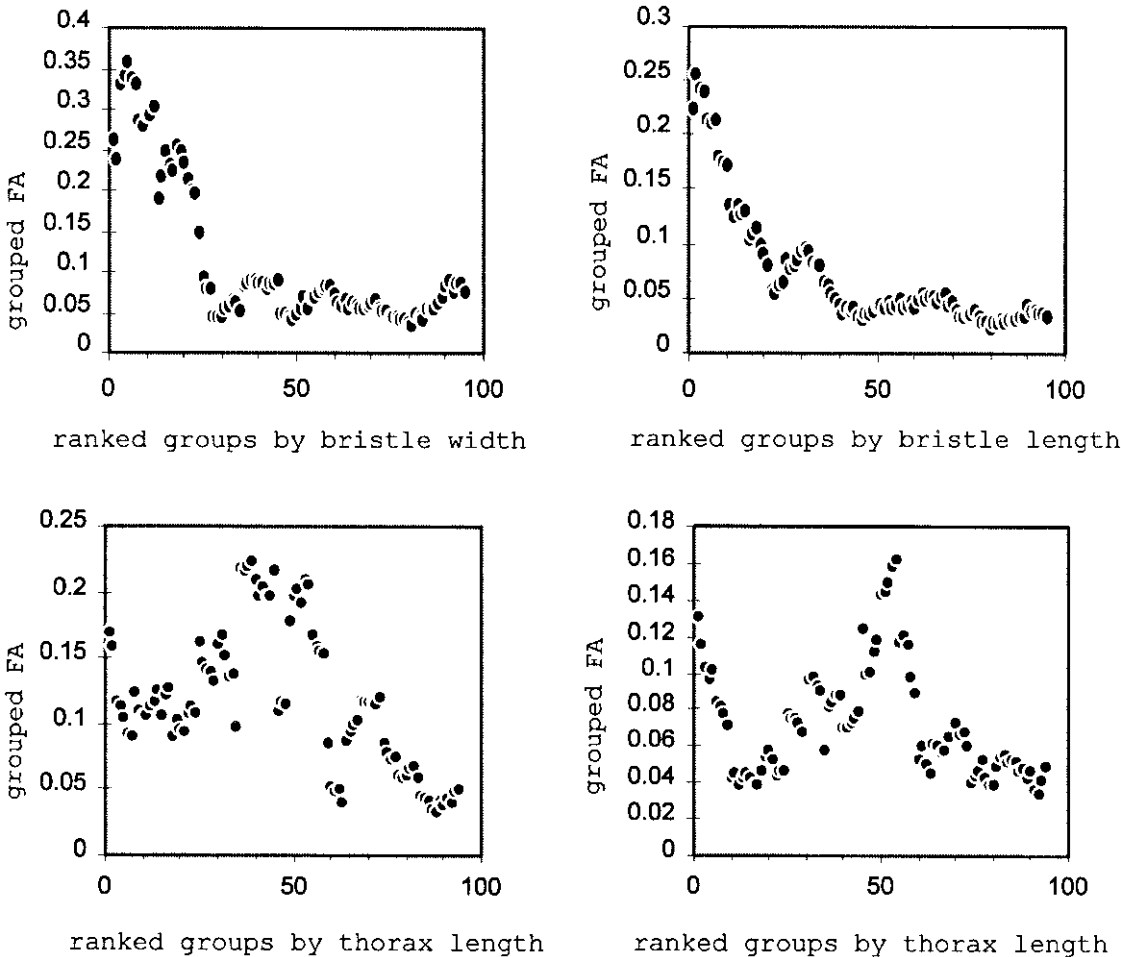 0.4
0.35
0.3
0.25
0.2
0.15
0.1
0.05
0
grouped FA
0 50 100
ranked groups by bristle width
0.3
0.25
0.2
0.15
0.1
0.05
0
grouped FA
0 50 100
ranked groups by bristle length
0.25
0.2
0.15
0.1
0.05
0
grouped FA
0 50 100
ranked groups by thorax length
0.18
0.16
0.14
0.12
0.1
0.08
0.06
0.04
0.02
0
grouped FA
0 50 100
ranked groups by thorax length